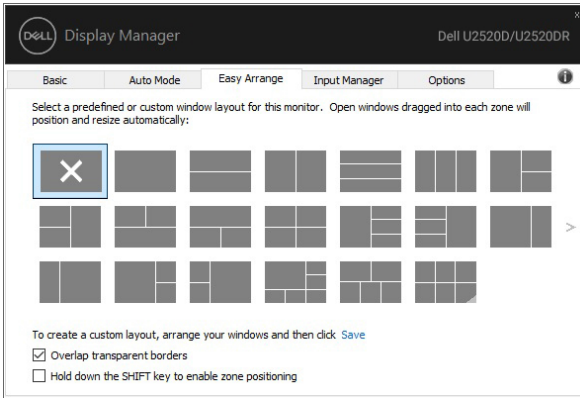 DELL
Display Manager
Dell U2520D/U2520DR
Basic
Auto Mode
Easy Arrange
Input Manager
Options
Select a predefined or custom window layout for this monitor. Open windows dragged into each zone will
position and resize automatically:
To create a custom layout, arrange your windows and then click Save
Overlap transparent borders
Hold down the SHIFT key to enable zone positioning